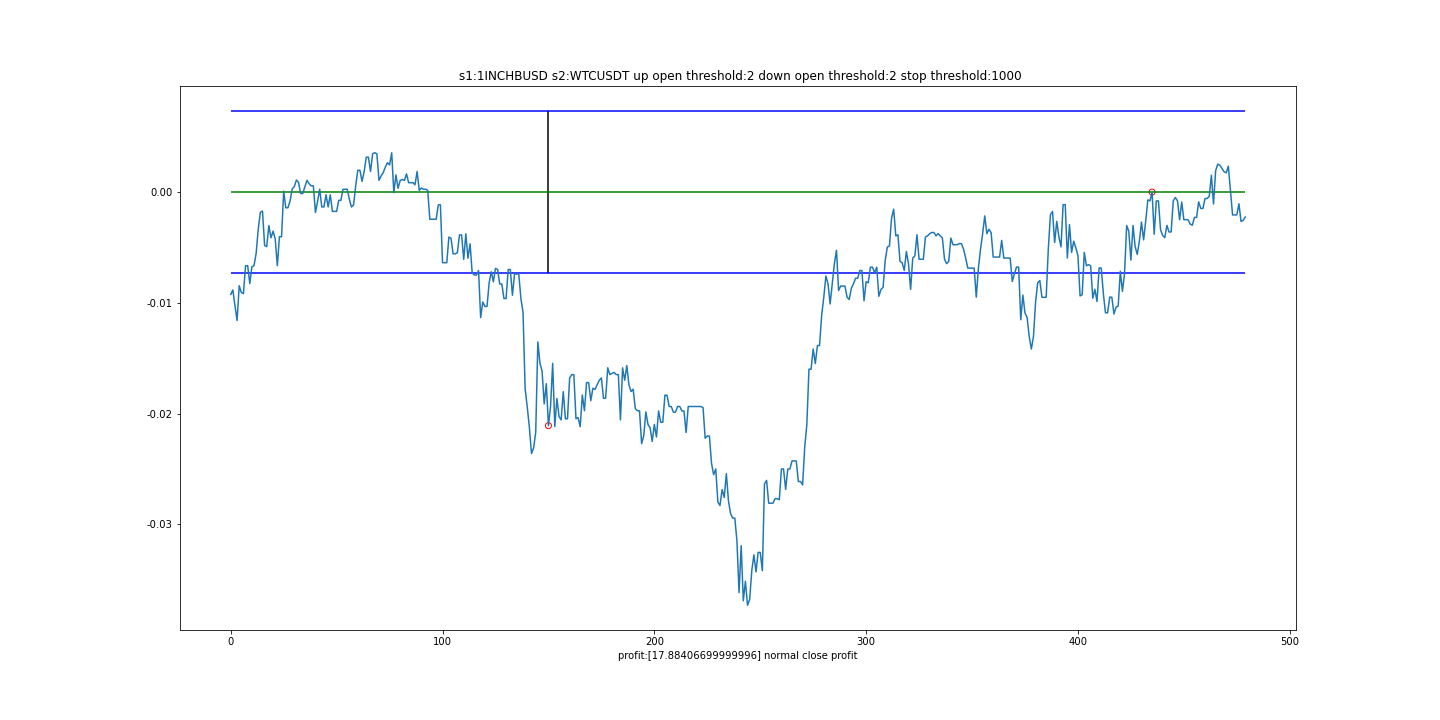 s1:1INCHBUSD s2:WTCUSDT up open threshold:2 down open threshold:2 stop threshold:1000
0.00
-0.01
-0.02
-0.03
0 100 200 300 400 500
profit:[17.88406699999996] normal close profit